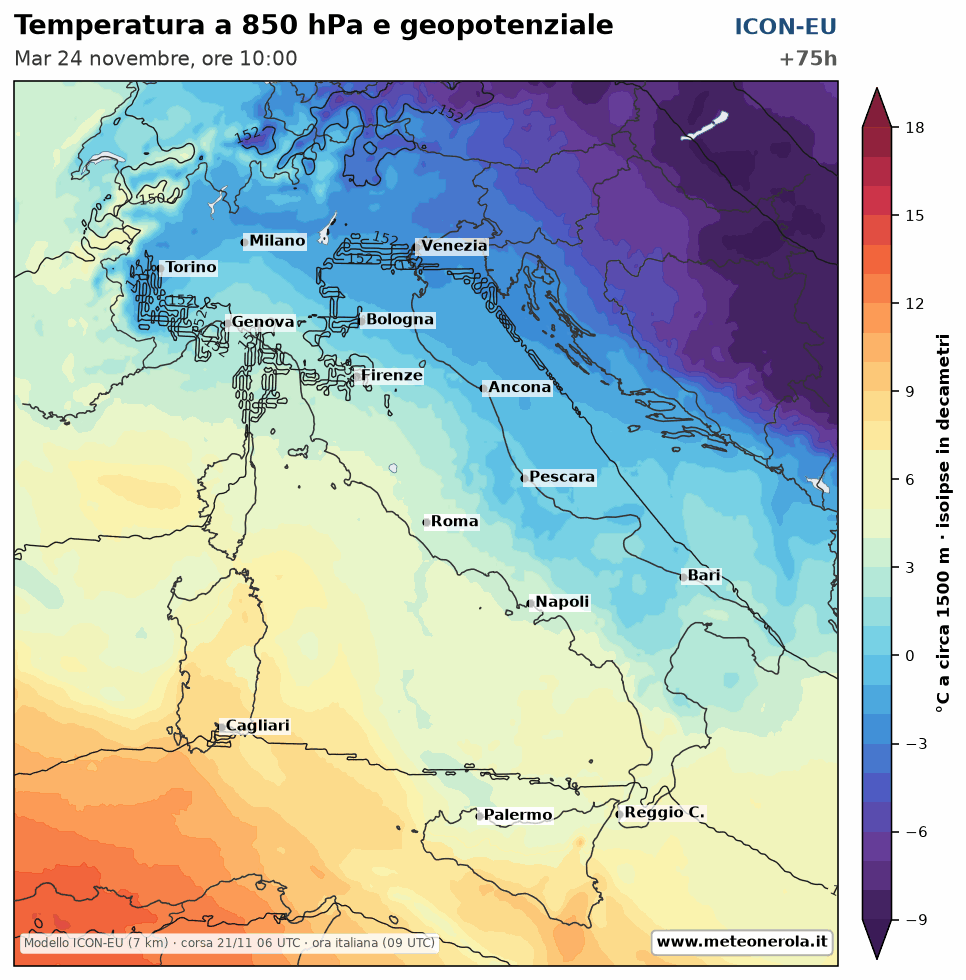 Temperatura a 850 hPa e geopotenziale
ICON-EU
Mar 24 novembre, ore 10:00
+75h
152
152
150
Milano
152
Venezia
152
Torino
152
Genova
Bologna
Firenze
Ancona
Pescara
Roma
Bari
Napoli
Cagliari
Palermo
Reggio C.
18
15
12
9
6
3
0
−3
−6
−9
°C a circa 1500 m · isoipse in decametri
Modello ICON-EU (7 km) · corsa 21/11 06 UTC · ora italiana (09 UTC)
www.meteonerola.it